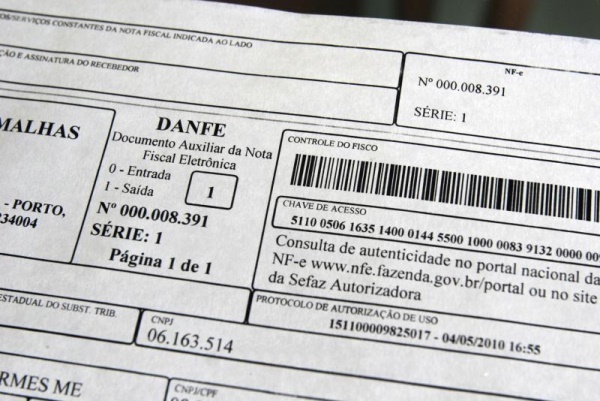 OS/SERVIÇOS CONSTANTES DA NOTA FISCAL INDICADA AO LADO
ÇÃO E ASSINATURA DO RECEBEDOR
NF-e
Nº 000.008.391
SÉRIE: 1
MALHAS
- PORTO,
234004
DANFE
Documento Auxiliar da Nota
Fiscal Eletrônica
0 - Entrada
1 - Saída
1
Nº 000.008.391
SÉRIE: 1
Página 1 de 1
CONTROLE DO FISCO
CHAVE DE ACESSO
5110 0506 1635 1400 0144 5500 1000 0083 9132 0000 00
Consulta de autenticidade no portal nacional da
NF-e www.nfe.fazenda.gov.br/portal ou no site
da Sefaz Autorizadora
PROTOCOLO DE AUTORIZAÇÃO DE USO
151100009825017 - 04/05/2010 16:55
ESTADUAL DO SUBST. TRIB.
CNPJ
06.163.514
RMES ME
CNPJ/CPF